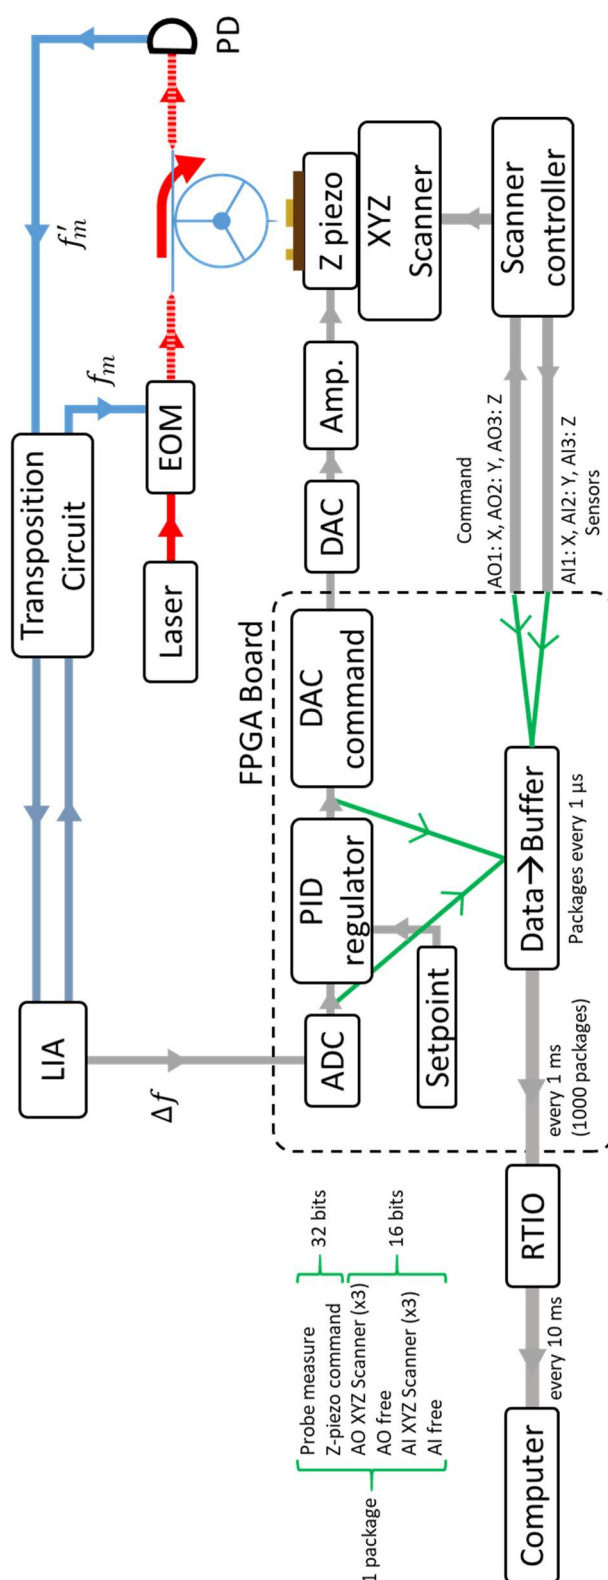 PD
f′ₘ
fₘ
Transposition
Circuit
EOM
Laser
LIA
Δf
Z piezo
XYZ
Scanner
Scanner
controller
Amp.
DAC
Command
AO1: X, AO2: Y, AO3: Z
AI1: X, AI2: Y, AI3: Z
Sensors
FPGA Board
DAC
command
PID
regulator
ADC
Setpoint
Data→Buffer
Packages every 1 µs
every 1 ms
(1000 packages)
RTIO
every 10 ms
Computer
1 package
Probe measure
Z-piezo command
AO XYZ Scanner (x3)
AO free
AI XYZ Scanner (x3)
AI free
32 bits
16 bits